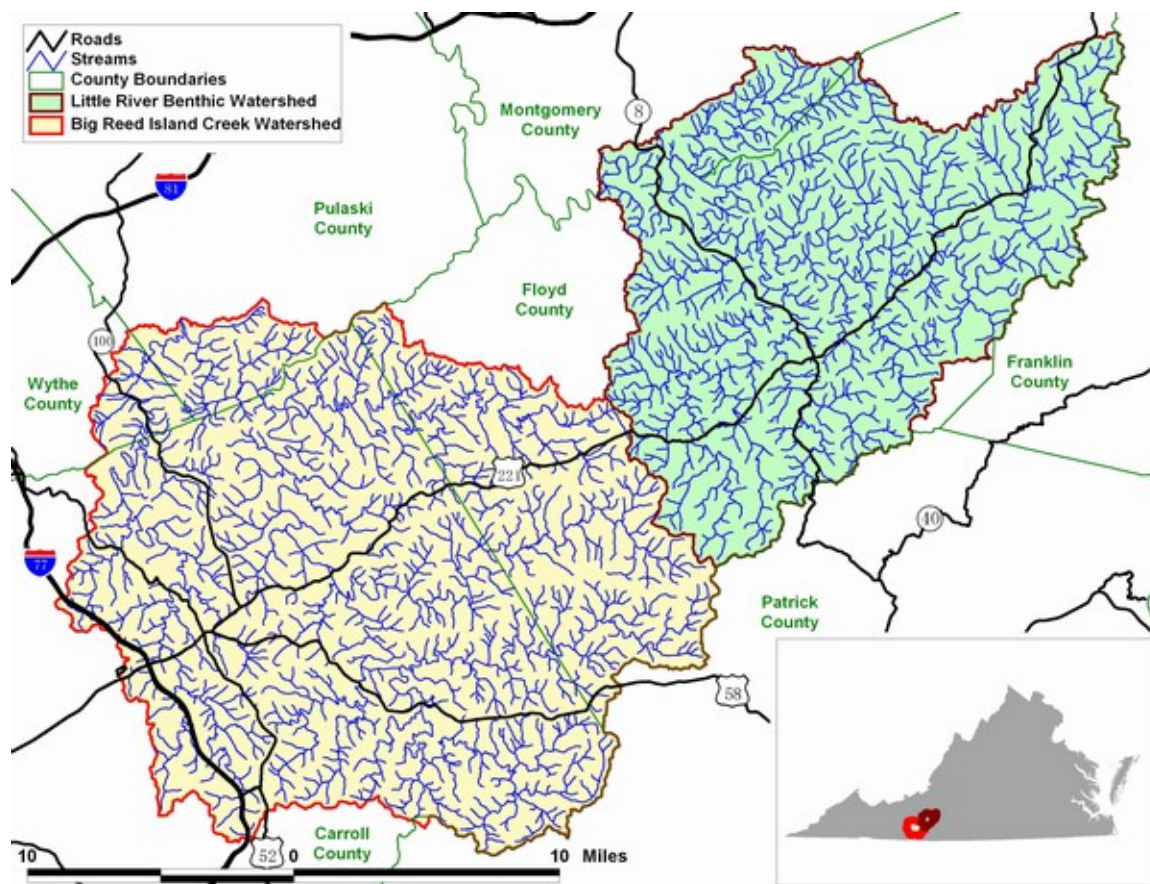 Roads
Streams
County Boundaries
Little River Benthic Watershed
Big Reed Island Creek Watershed
Montgomery
County
8
81
Pulaski
County
Floyd
County
100
Wythe
County
Franklin
County
221
40
77
Patrick
County
58
Carroll
County
52
10 0 10 Miles